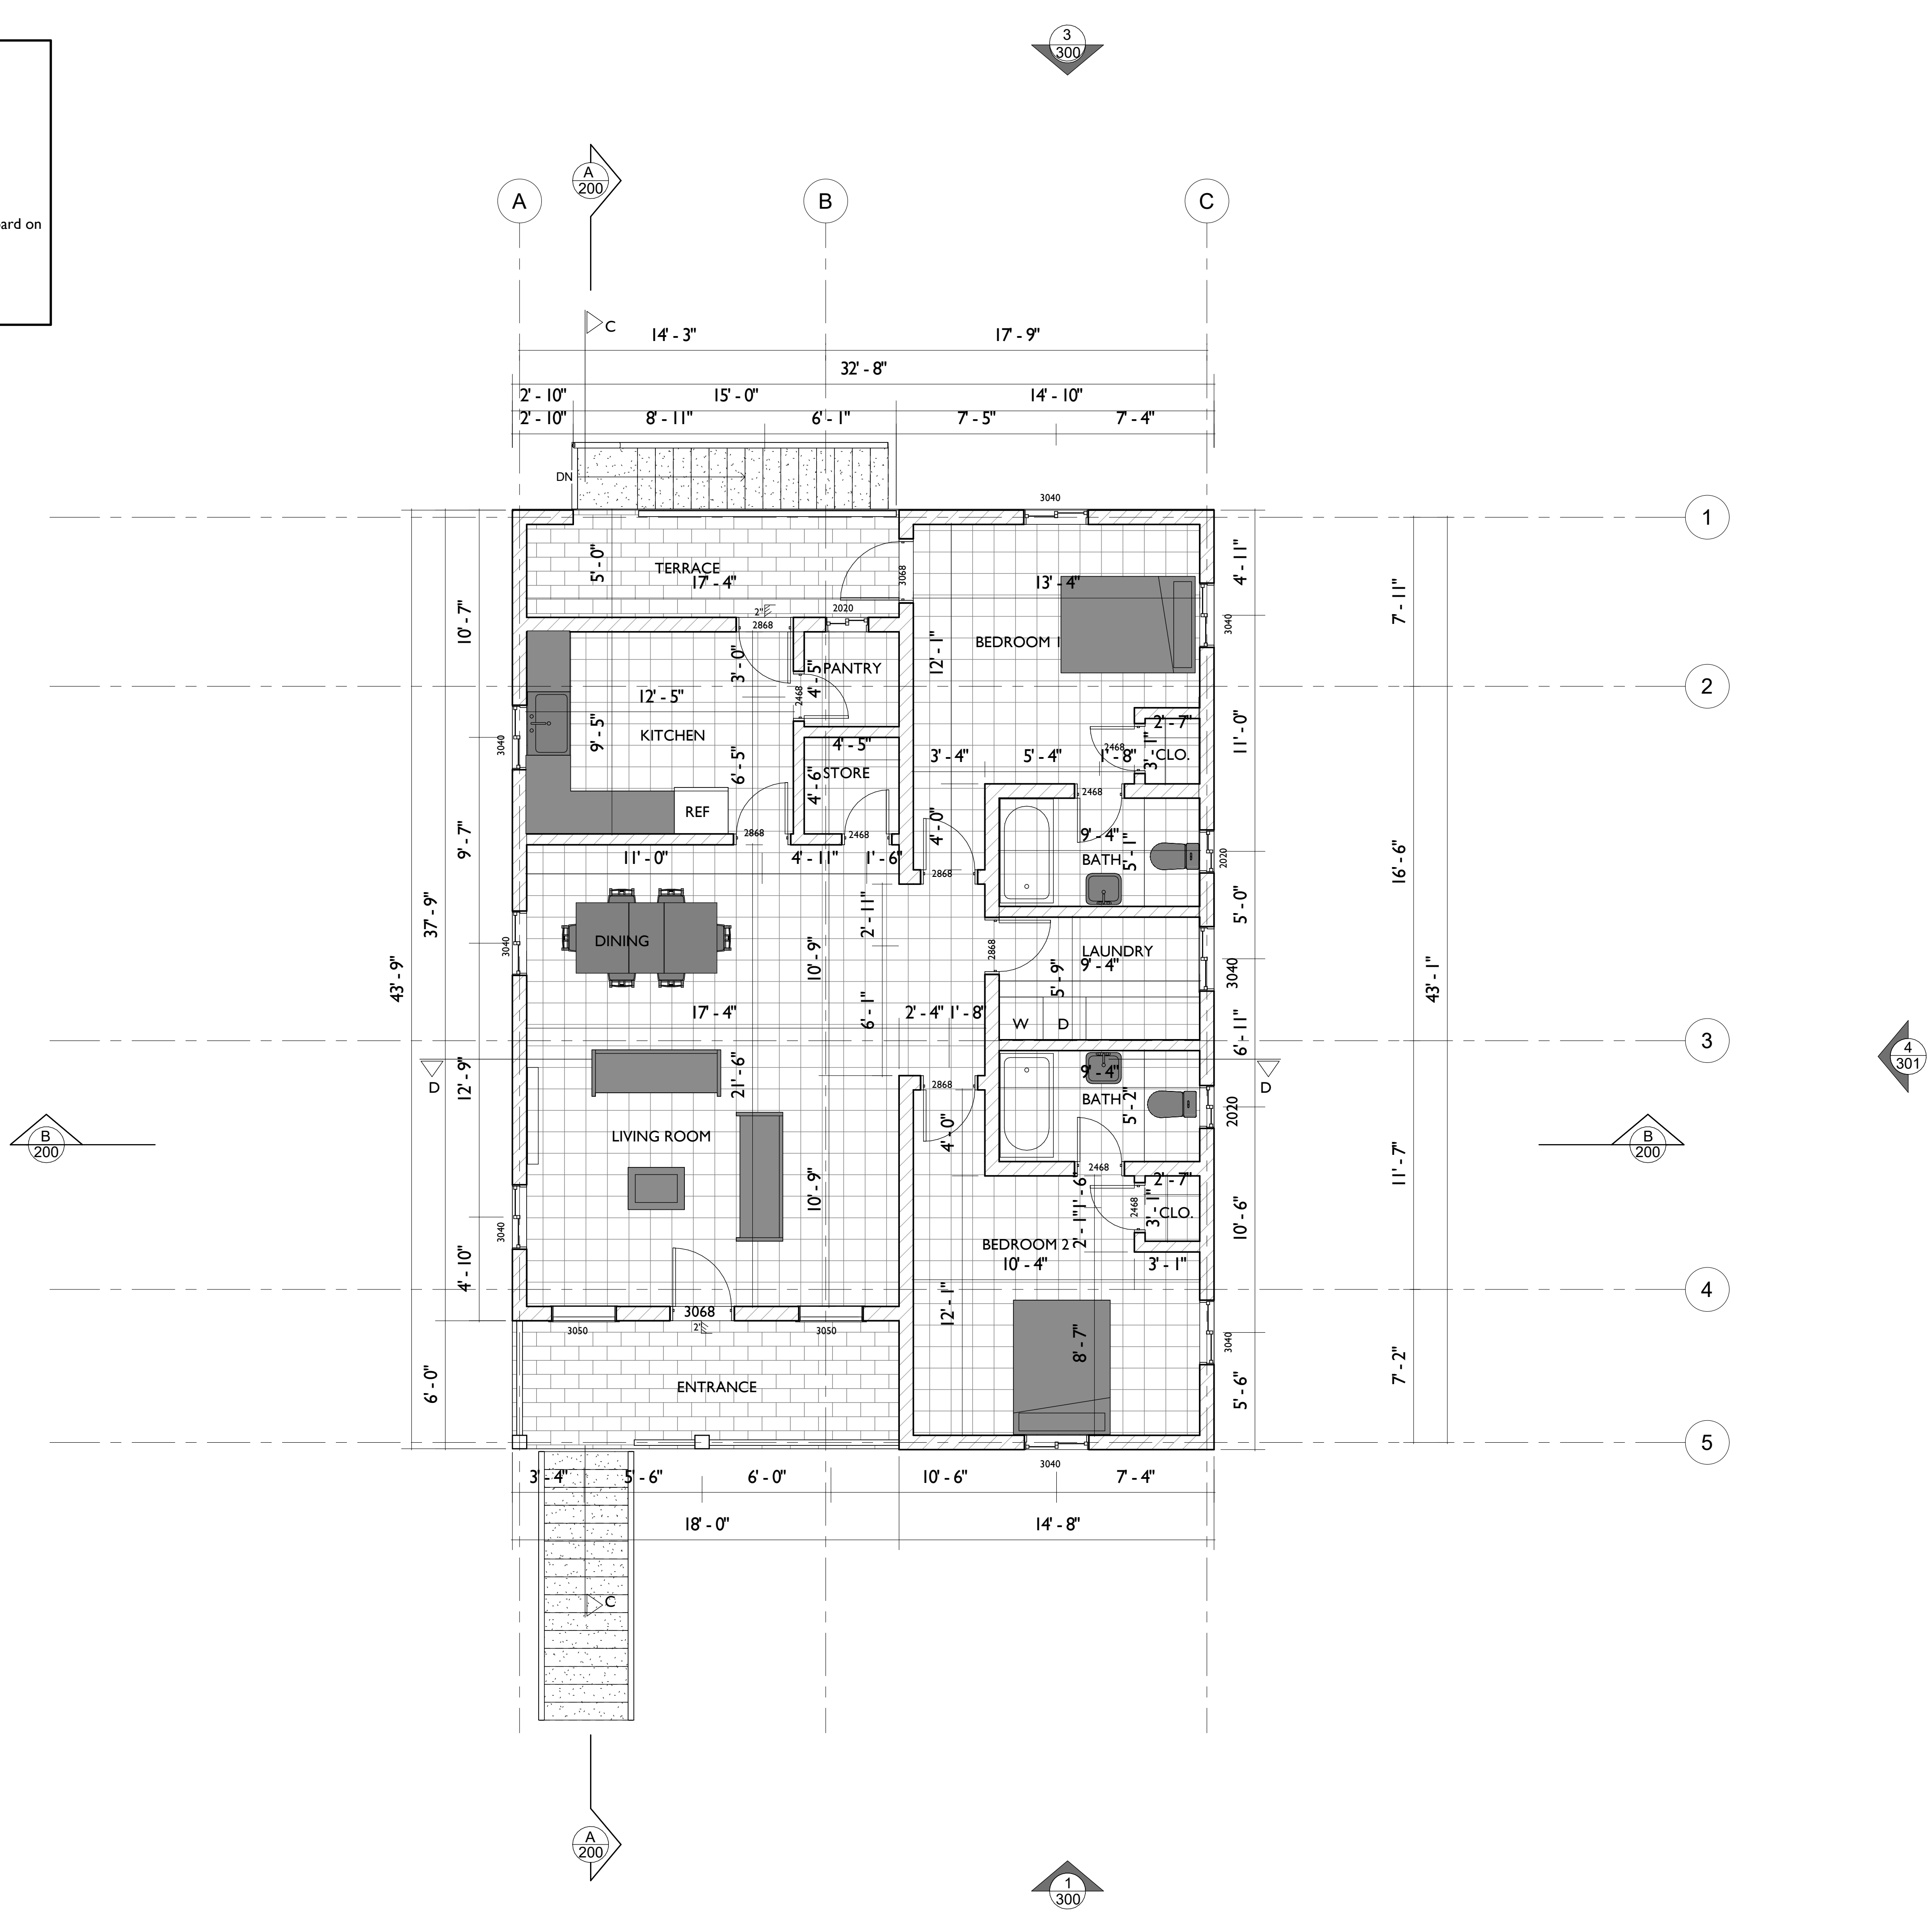 3
300
ard on
A
200
A
B
C
C
14' - 3"
17' - 9"
32' - 8"
2' - 10"
15' - 0"
14' - 10"
2' - 10"
8' - 11"
6' - 1"
7' - 5"
7' - 4"
DN
3040
1
5' - 0"
TERRACE
17' - 4"
3068
13' - 4"
4' - 11"
7' - 11"
10' - 7"
2"
2868
2020
3040
BEDROOM 1
12' - 1"
3' - 0"
4' - 5"
PANTRY
2
12' - 5"
2468
9' - 5"
KITCHEN
3040
4' - 5"
6' - 5"
STORE
4' - 6"
3' - 4"
5' - 4"
1' - 8"
2468
2' - 7"
3' - 1"
CLO.
11' - 0"
2468
REF
2868
2468
9' - 7"
4' - 0"
9' - 4"
5' - 1"
BATH
2020
16' - 6"
11' - 0"
4' - 11"
1' - 6"
2868
37' - 9"
2' - 11"
5' - 0"
DINING
3040
10' - 9"
2868
LAUNDRY
9' - 4"
5' - 9"
3040
43' - 9"
43' - 1"
17' - 4"
6' - 1"
2' - 4"
1' - 8"
W
D
6' - 11"
3
4
301
D
12' - 9"
21' - 6"
2868
9' - 4"
BATH
5' - 2"
2020
D
B
200
LIVING ROOM
4' - 0"
B
200
2468
11' - 7"
10' - 9"
1' - 6"
2' - 1"
2468
2' - 7"
3' - 1"
CLO.
10' - 6"
3040
4' - 10"
BEDROOM 2
10' - 4"
3' - 1"
4
3068
12' - 1"
2"
3050
3050
8' - 7"
3040
7' - 2"
6' - 0"
ENTRANCE
5' - 6"
5
3040
3' - 4"
5' - 6"
6' - 0"
10' - 6"
7' - 4"
18' - 0"
14' - 8"
C
A
200
1
300